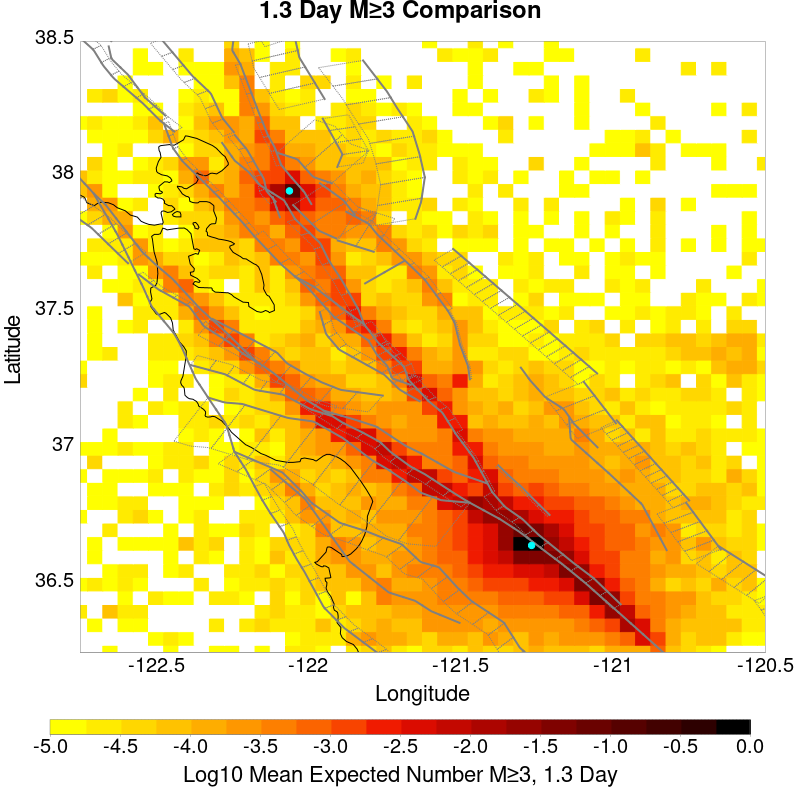 1.3 Day M≥3 Comparison
38.5
38
37.5
37
36.5
Latitude
-122.5 -122 -121.5 -121 -120.5
Longitude
-5.0 -4.5 -4.0 -3.5 -3.0 -2.5 -2.0 -1.5 -1.0 -0.5 0.0
Log10 Mean Expected Number M≥3, 1.3 Day